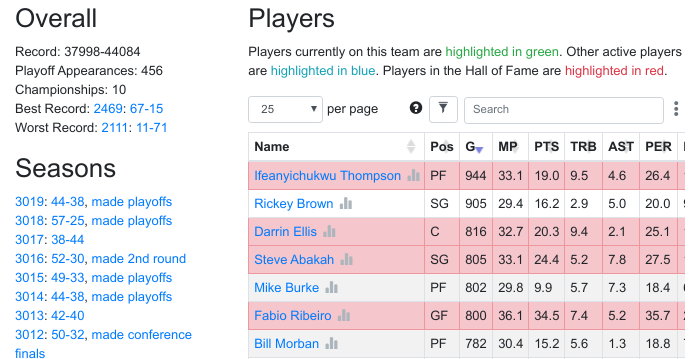 Overall
Record: 37998-44084
Playoff Appearances: 456
Championships: 10
Best Record: 2469: 67-15
Worst Record: 2111: 11-71
Seasons
3019: 44-38, made playoffs
3018: 57-25, made playoffs
3017: 38-44
3016: 52-30, made 2nd round
3015: 49-33, made playoffs
3014: 44-38, made playoffs
3013: 42-40
3012: 50-32, made conference
finals
Players
Players currently on this team are highlighted in green. Other active players
are highlighted in blue. Players in the Hall of Fame are highlighted in red.
25 per page Search
Name Pos G MP PTS TRB AST PER
Ifeanyichukwu Thompson PF 944 33.1 19.0 9.5 4.6 26.4
Rickey Brown SG 905 29.4 16.2 2.9 5.0 20.0
Darrin Ellis C 816 32.7 20.3 9.4 2.1 25.1
Steve Abakah SG 805 33.1 24.4 5.2 7.8 27.5
Mike Burke PF 802 29.8 9.9 5.7 7.3 18.4
Fabio Ribeiro GF 800 36.1 34.5 7.4 5.2 35.7
Bill Morban PF 782 30.4 15.2 5.6 1.3 18.8